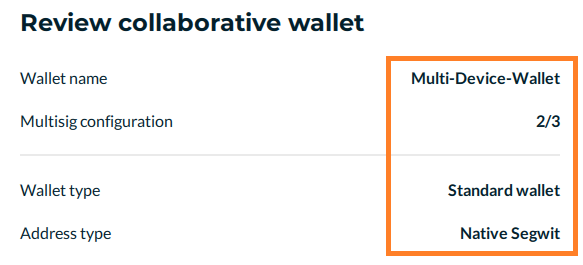 Review collaborative wallet
Wallet name Multi-Device-Wallet
Multisig configuration 2/3
Wallet type Standard wallet
Address type Native Segwit